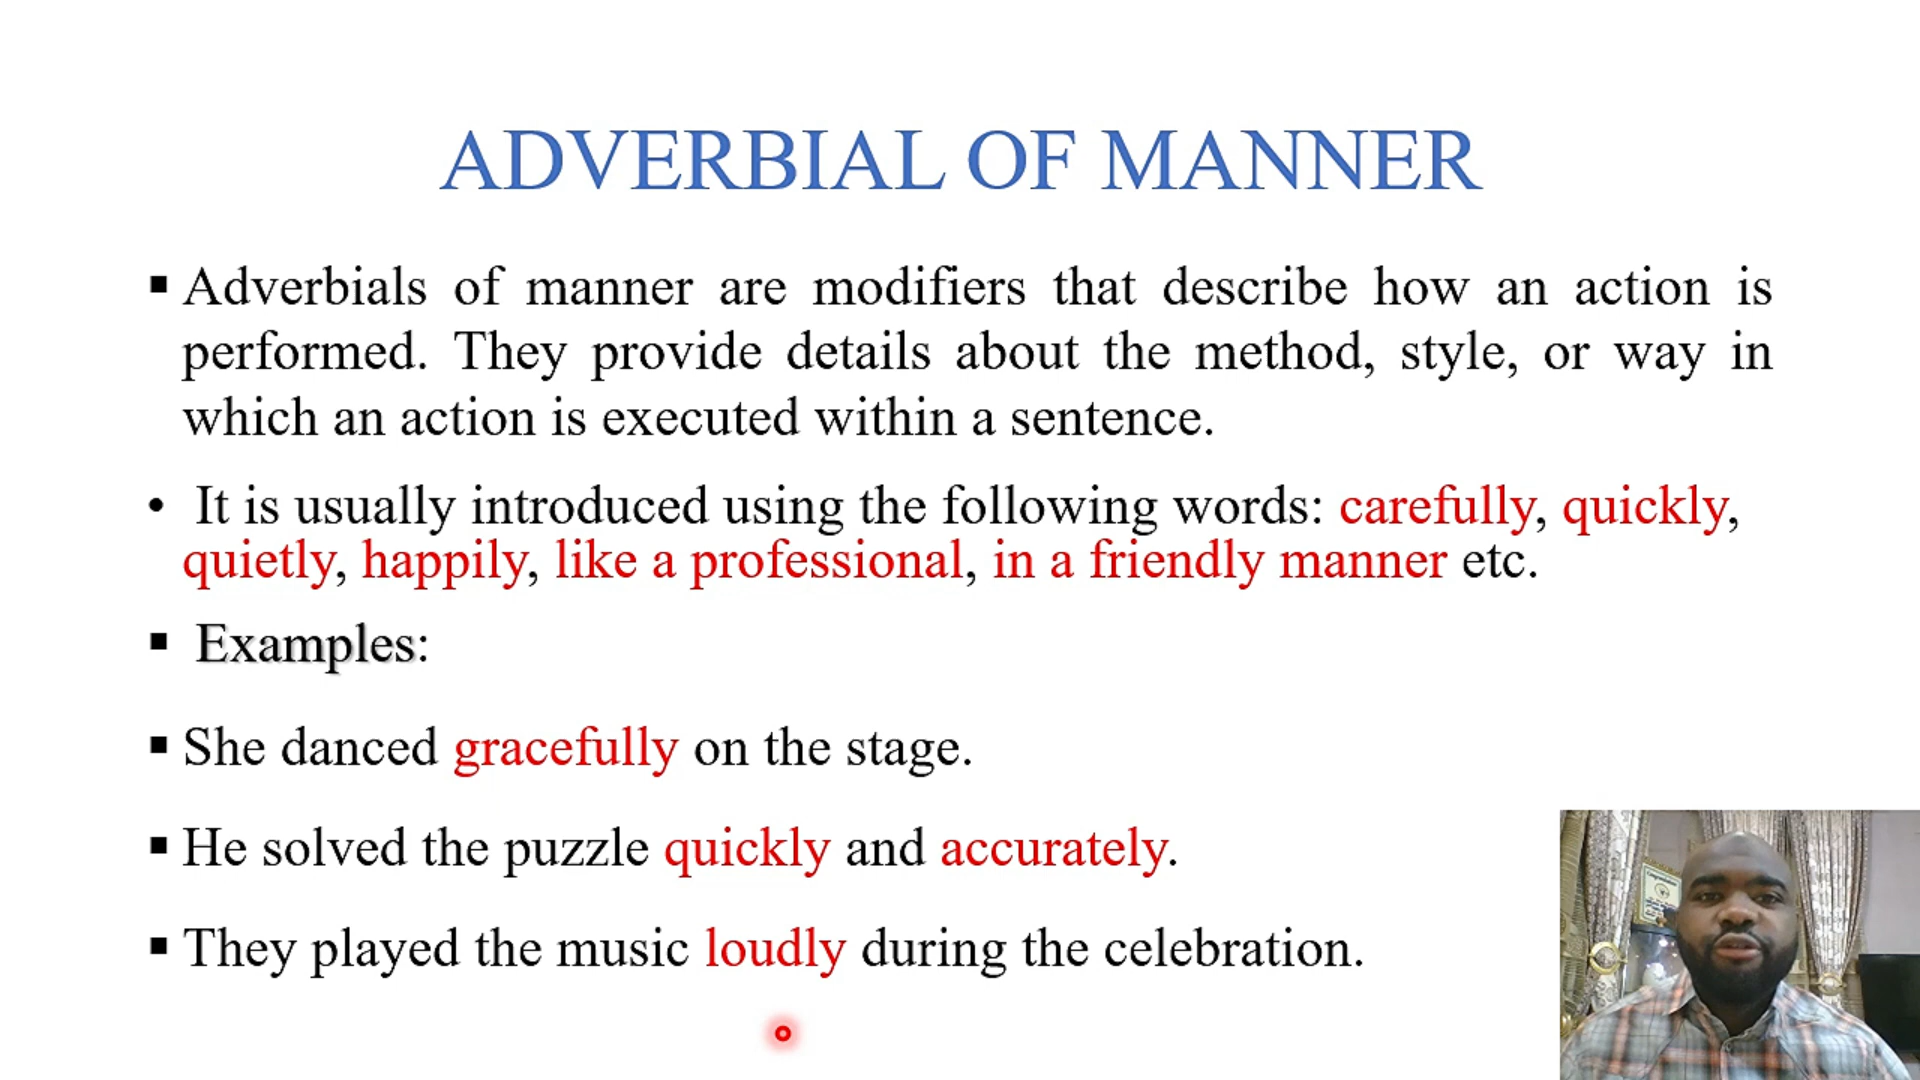 ADVERBIAL OF MANNER
▪ Adverbials of manner are modifiers that describe how an action is
performed. They provide details about the method, style, or way in
which an action is executed within a sentence.
• It is usually introduced using the following words: carefully, quickly,
quietly, happily, like a professional, in a friendly manner etc.
▪ Examples:
▪ She danced gracefully on the stage.
▪ He solved the puzzle quickly and accurately.
▪ They played the music loudly during the celebration.